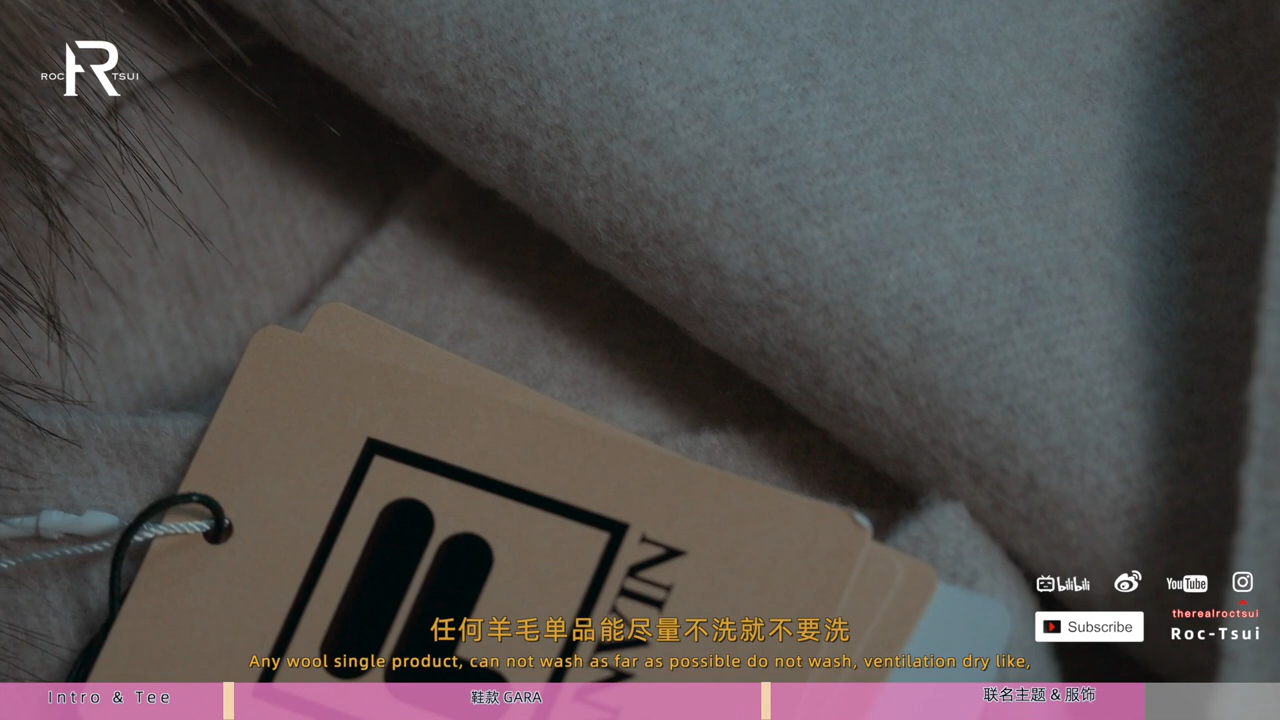 ROC R TSUI
bilibili
YouTube
therealroctsui
Subscribe
Roc-Tsui
任何羊毛单品能尽量不洗就不要洗
Any wool single product, can not wash as far as possible do not wash, ventilation dry like,
Intro & Tee
鞋款 GARA
联名主题 & 服饰